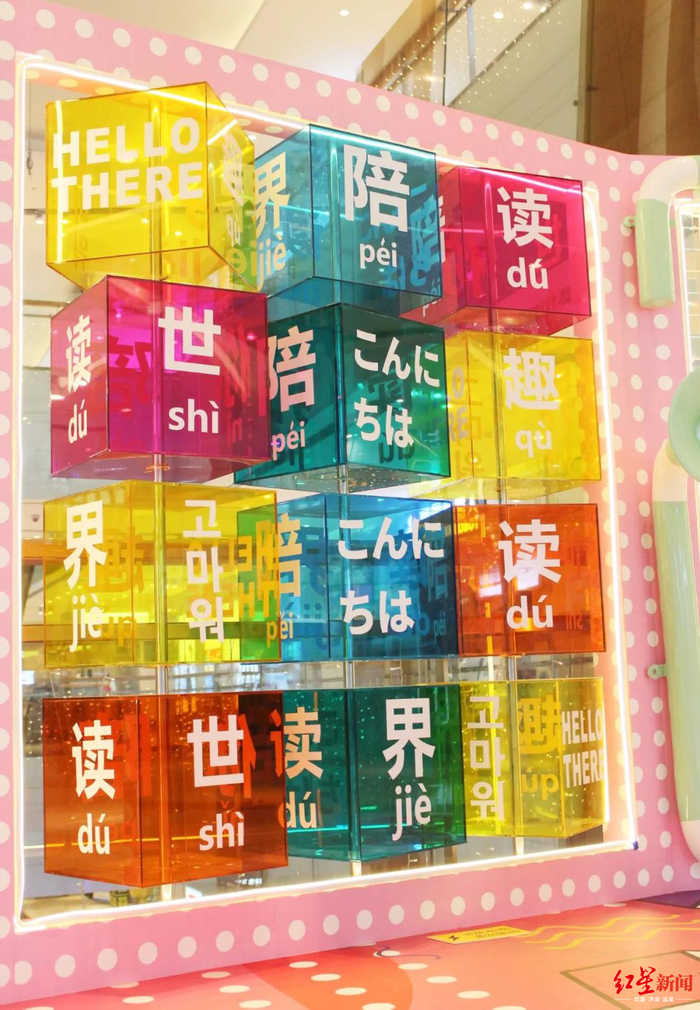 HELLO
THERE
界
jiè
陪
péi
读
dú
读
dú
世
shì
陪
péi
こんに
ちは
趣
qù
界
jiè
고
마
워
陪
péi
こんに
ちは
读
dú
读
dú
世
shì
读
dú
界
jiè
고
마
워
HELLO
THERE
红星新闻